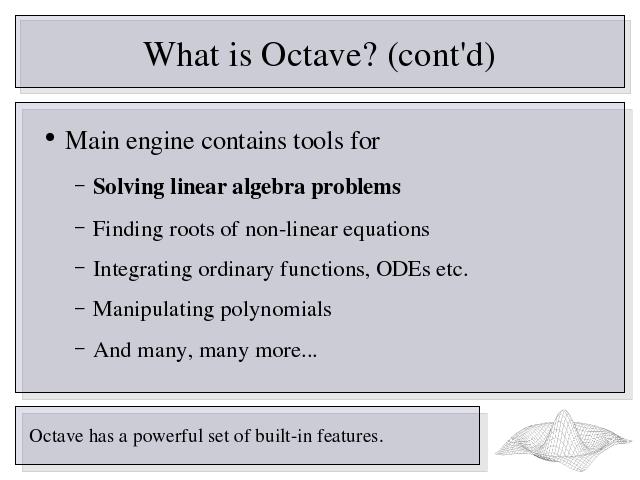 What is Octave? (cont'd)
• Main engine contains tools for
– Solving linear algebra problems
– Finding roots of non-linear equations
– Integrating ordinary functions, ODEs etc.
– Manipulating polynomials
– And many, many more...
Octave has a powerful set of built-in features.